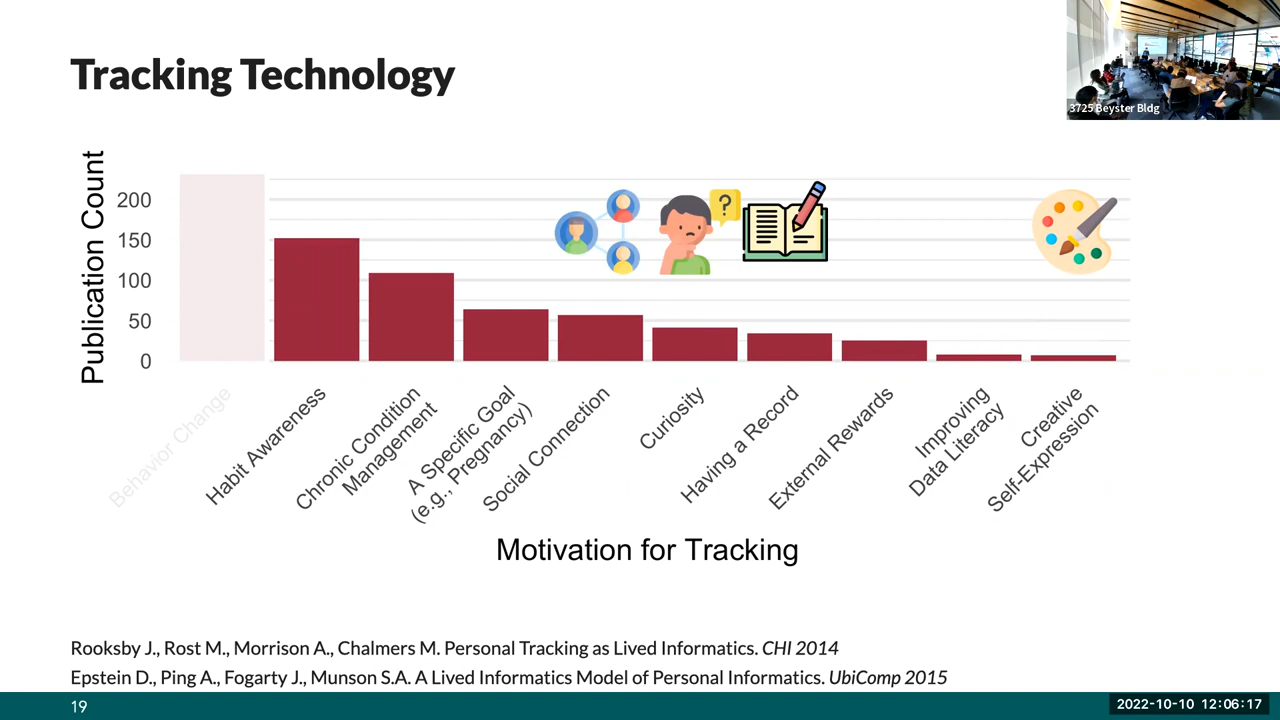 Tracking Technology
3725 Beyster Bldg
Publication Count
200
150
100
50
0
Behavior Change
Habit Awareness
Chronic Condition
Management
A Specific Goal
(e.g., Pregnancy)
Social Connection
Curiosity
Having a Record
External Rewards
Improving
Data Literacy
Creative
Self-Expression
?
Motivation for Tracking
Rooksby J., Rost M., Morrison A., Chalmers M. Personal Tracking as Lived Informatics. CHI 2014
Epstein D., Ping A., Fogarty J., Munson S.A. A Lived Informatics Model of Personal Informatics. UbiComp 2015
19
2022-10-10 12:06:17